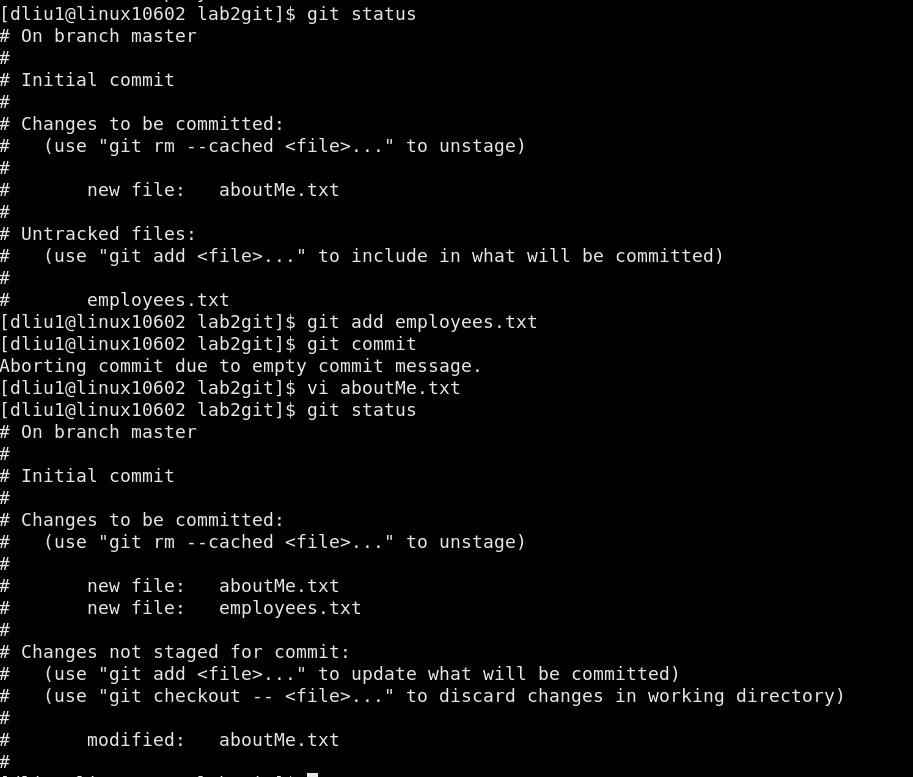 [dliu1@linux10602 lab2git]$ git status
# On branch master
#
# Initial commit
#
# Changes to be committed:
#   (use "git rm --cached <file>..." to unstage)
#
#       new file:   aboutMe.txt
#
# Untracked files:
#   (use "git add <file>..." to include in what will be committed)
#
#       employees.txt
[dliu1@linux10602 lab2git]$ git add employees.txt
[dliu1@linux10602 lab2git]$ git commit
Aborting commit due to empty commit message.
[dliu1@linux10602 lab2git]$ vi aboutMe.txt
[dliu1@linux10602 lab2git]$ git status
# On branch master
#
# Initial commit
#
# Changes to be committed:
#   (use "git rm --cached <file>..." to unstage)
#
#       new file:   aboutMe.txt
#       new file:   employees.txt
#
# Changes not staged for commit:
#   (use "git add <file>..." to update what will be committed)
#   (use "git checkout -- <file>..." to discard changes in working directory)
#
#       modified:   aboutMe.txt
#